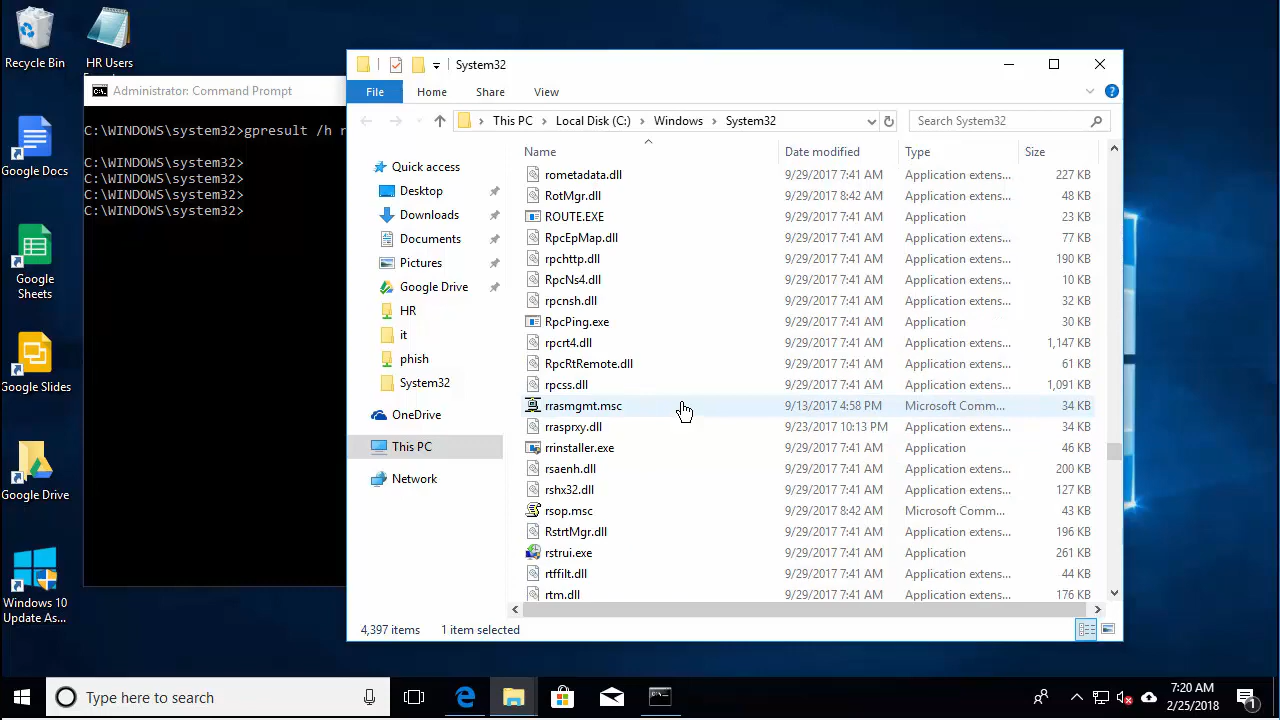 Recycle Bin
HR Users
Google Docs
Google
Sheets
Google Slides
Google Drive
Windows 10
Update As...
Administrator: Command Prompt
C:\WINDOWS\system32>gpresult /h r
C:\WINDOWS\system32>
C:\WINDOWS\system32>
C:\WINDOWS\system32>
C:\WINDOWS\system32>
System32
File Home Share View
This PC Local Disk (C:) Windows System32 Search System32
Quick access
Desktop
Downloads
Documents
Pictures
Google Drive
HR
it
phish
System32
OneDrive
This PC
Network
Name Date modified Type Size
rometadata.dll 9/29/2017 7:41 AM Application extens... 227 KB
RotMgr.dll 9/29/2017 8:42 AM Application extens... 48 KB
ROUTE.EXE 9/29/2017 7:41 AM Application 23 KB
RpcEpMap.dll 9/29/2017 7:41 AM Application extens... 77 KB
rpchttp.dll 9/29/2017 7:41 AM Application extens... 190 KB
RpcNs4.dll 9/29/2017 7:41 AM Application extens... 10 KB
rpcnsh.dll 9/29/2017 7:41 AM Application extens... 32 KB
RpcPing.exe 9/29/2017 7:41 AM Application 30 KB
rpcrt4.dll 9/29/2017 7:41 AM Application extens... 1,147 KB
RpcRtRemote.dll 9/29/2017 7:41 AM Application extens... 61 KB
rpcss.dll 9/29/2017 7:41 AM Application extens... 1,091 KB
rrasmgmt.msc 9/13/2017 4:58 PM Microsoft Comm... 34 KB
rrasprxy.dll 9/23/2017 10:13 PM Application extens... 34 KB
rrinstaller.exe 9/29/2017 7:41 AM Application 46 KB
rsaenh.dll 9/29/2017 7:41 AM Application extens... 200 KB
rshx32.dll 9/29/2017 7:41 AM Application extens... 127 KB
rsop.msc 9/29/2017 8:42 AM Microsoft Comm... 43 KB
RstrtMgr.dll 9/29/2017 7:41 AM Application extens... 196 KB
rstrui.exe 9/29/2017 7:41 AM Application 261 KB
rtffilt.dll 9/29/2017 7:41 AM Application extens... 44 KB
rtm.dll 9/29/2017 7:41 AM Application extens... 176 KB
4,397 items 1 item selected
Type here to search
7:20 AM
2/25/2018
1